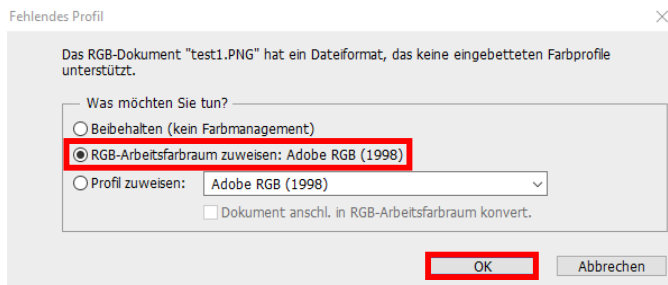 Fehlendes Profil
Das RGB-Dokument "test1.PNG" hat ein Dateiformat, das keine eingebetteten Farbprofile
unterstützt.
Was möchten Sie tun?
Beibehalten (kein Farbmanagement)
RGB-Arbeitsfarbraum zuweisen: Adobe RGB (1998)
Profil zuweisen: Adobe RGB (1998)
Dokument anschl. in RGB-Arbeitsfarbraum konvert.
OK Abbrechen